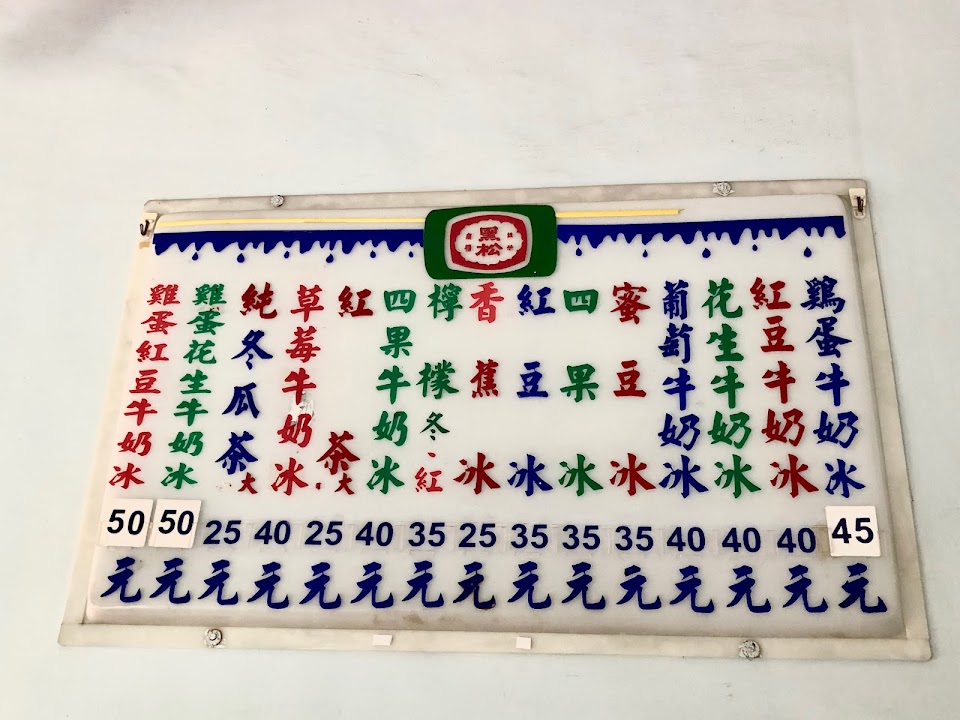 黑松
鷄蛋牛奶冰45元
紅豆牛奶冰40元
花生牛奶冰40元
葡萄牛奶冰40元
蜜豆冰35元
四果冰35元
紅豆冰35元
香蕉冰25元
檸檬冬、紅35元
四果牛奶冰40元
紅茶大25元
草莓牛奶冰40元
純冬瓜茶大25元
雞蛋花生牛奶冰50元
雞蛋紅豆牛奶冰50元